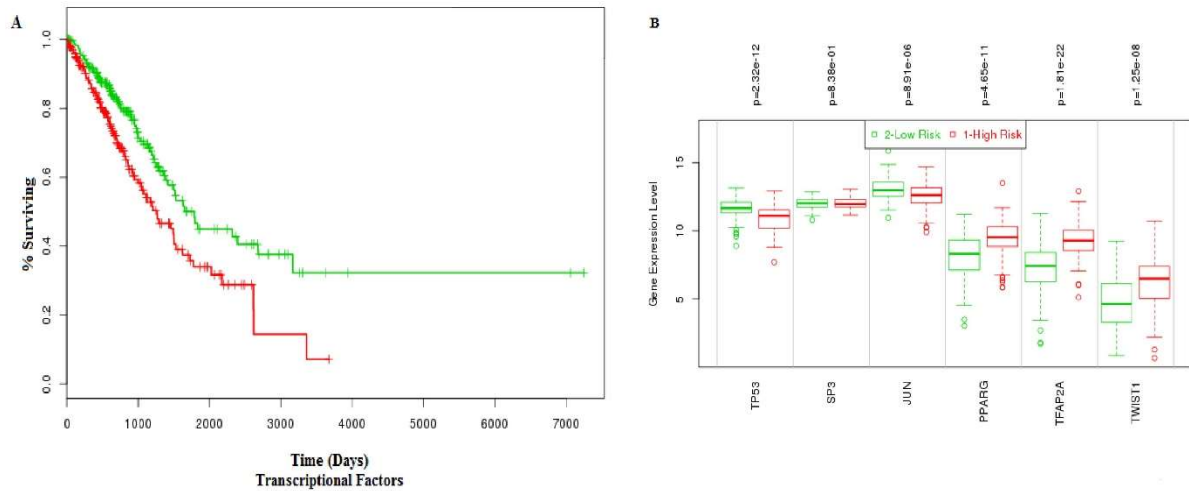 A
% Surviving
1.0
0.8
0.6
0.4
0.2
0.0
0 1000 2000 3000 4000 5000 6000 7000
Time (Days)
Transcriptional Factors
B
p=2.32e-12
p=8.38e-01
p=8.91e-06
p=4.65e-11
p=1.81e-22
p=1.25e-08
2-Low Risk 1-High Risk
Gene Expression Level
15
10
5
TP53
SP3
JUN
PPARG
TFAP2A
TWIST1